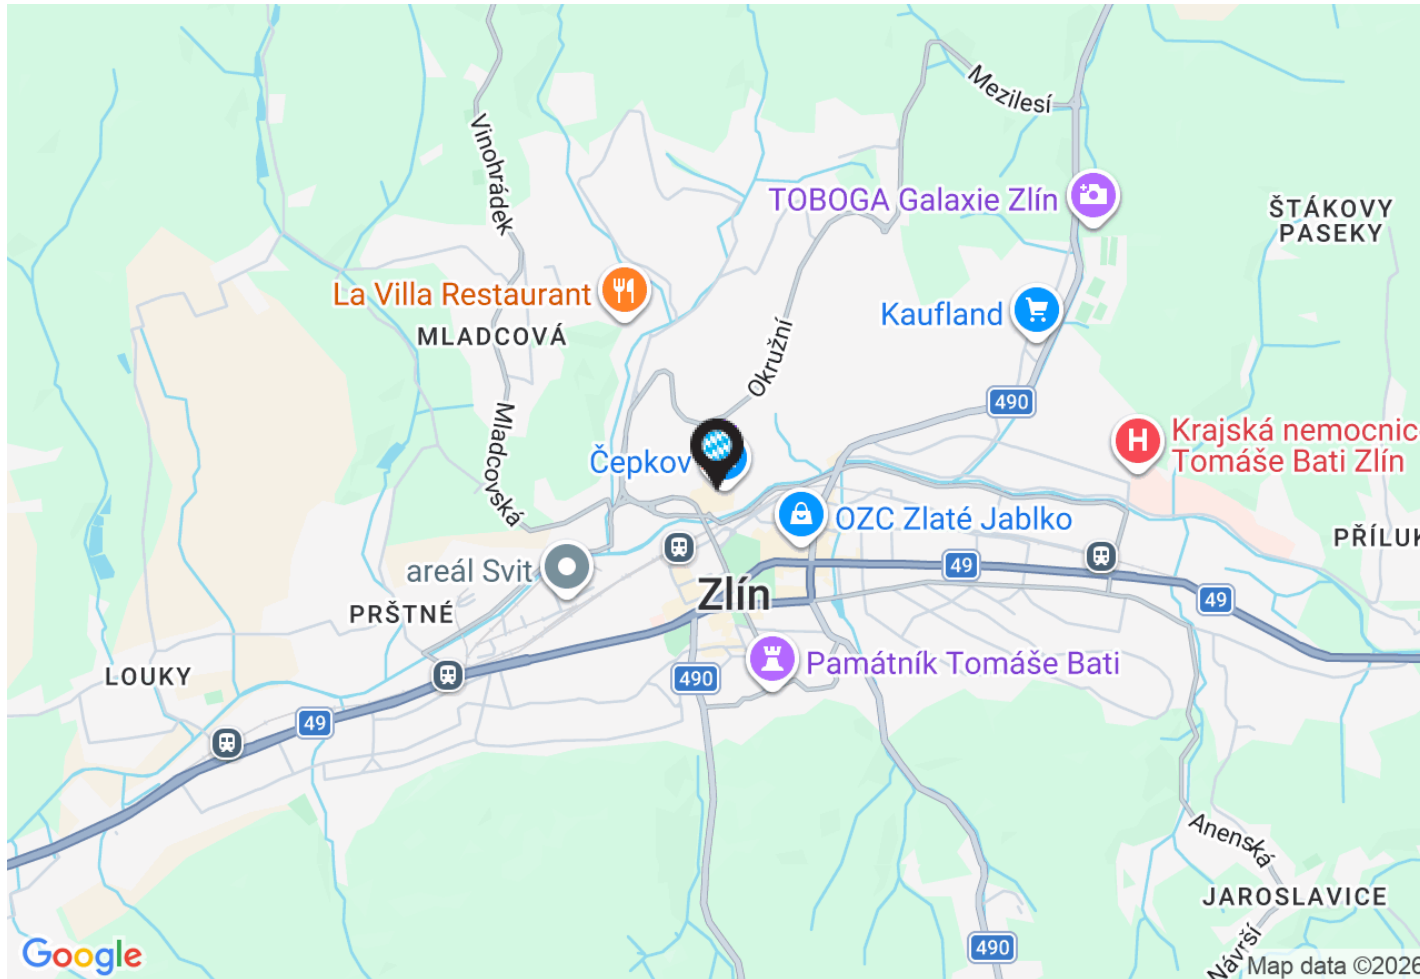 Mezilesí
Vinohrádek
TOBOGA Galaxie Zlín
ŠTÁKOVY
PASEKY
La Villa Restaurant
Kaufland
MLADCOVÁ
Okružní
490
Mladcovská
Čepkov
H
Krajská nemocnic
Tomáše Bati Zlín
OZC Zlaté Jablko
PŘÍLUK
areál Svit
49
Zlín
49
PRŠTNÉ
Památník Tomáše Bati
LOUKY
490
49
Anenská
JAROSLAVICE
Návrší
490
Google
Map data ©2026